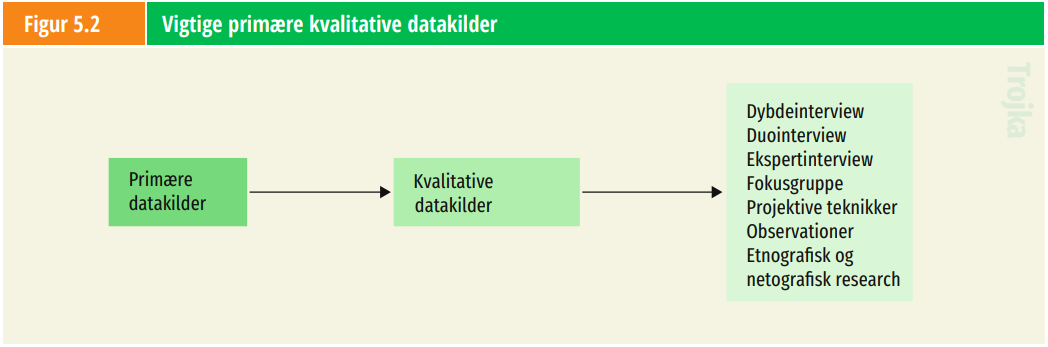 Figur 5.2
Vigtige primære kvalitative datakilder
Trojka
Primære
datakilder
Kvalitative
datakilder
Dybdeinterview
Duointerview
Ekspertinterview
Fokusgruppe
Projektive teknikker
Observationer
Etnografisk og
netografisk research